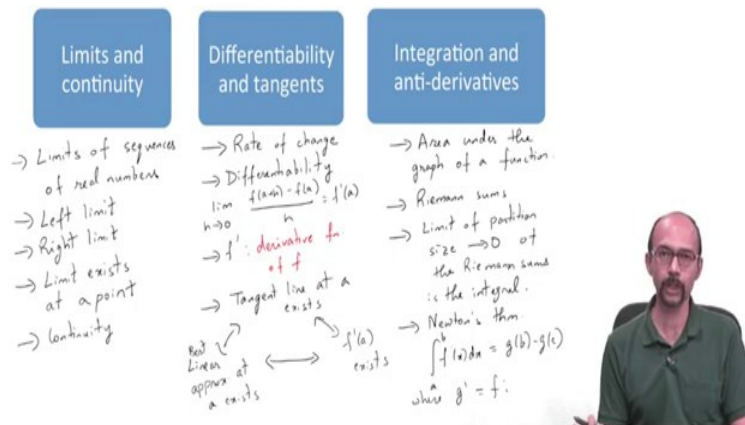 Limits and
continuity
→ Limits of sequences
of real numbers
→ Left limit
→ Right limit
→ Limit exists
at a point
→ Continuity
Differentiability
and tangents
→ Rate of change
→ Differentiability
lim h→0 f(a+h) - f(a) / h = f'(a)
→ f' : derivative fn.
of f
→ Tangent line at a
exists
Best
Linear
approx. at
a exists
f'(a)
exists
Integration and
anti-derivatives
→ Area under the
graph of a function.
→ Riemann sums
→ Limit of partition
size → 0 of
the Riemann sums
is the integral.
→ Newton's thm.
∫ₐᵇ f(x)dx = g(b) - g(c)
where g' = f